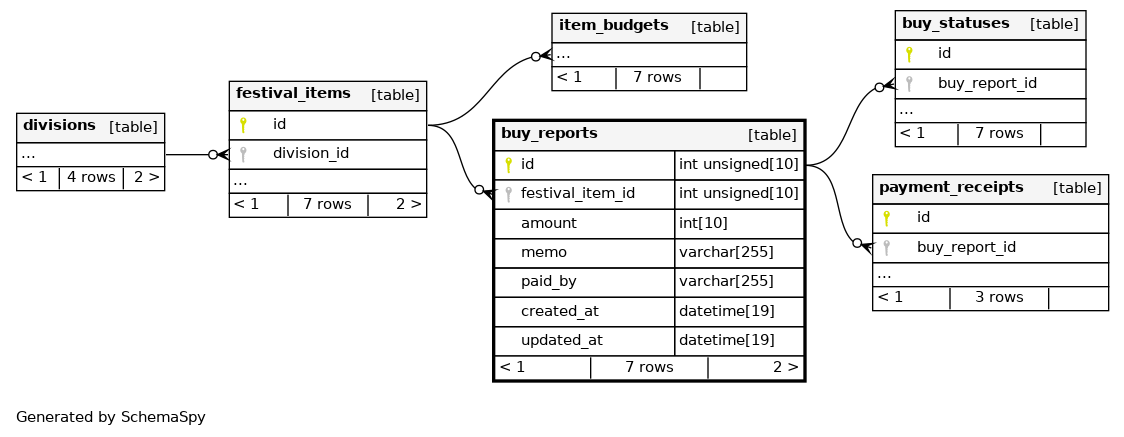 divisions [table]
...
< 1 4 rows 2 >
festival_items [table]
id
division_id
...
< 1 7 rows 2 >
item_budgets [table]
...
< 1 7 rows
buy_reports [table]
id int unsigned[10]
festival_item_id int unsigned[10]
amount int[10]
memo varchar[255]
paid_by varchar[255]
created_at datetime[19]
updated_at datetime[19]
< 1 7 rows 2 >
buy_statuses [table]
id
buy_report_id
...
< 1 7 rows
payment_receipts [table]
id
buy_report_id
...
< 1 3 rows
Generated by SchemaSpy